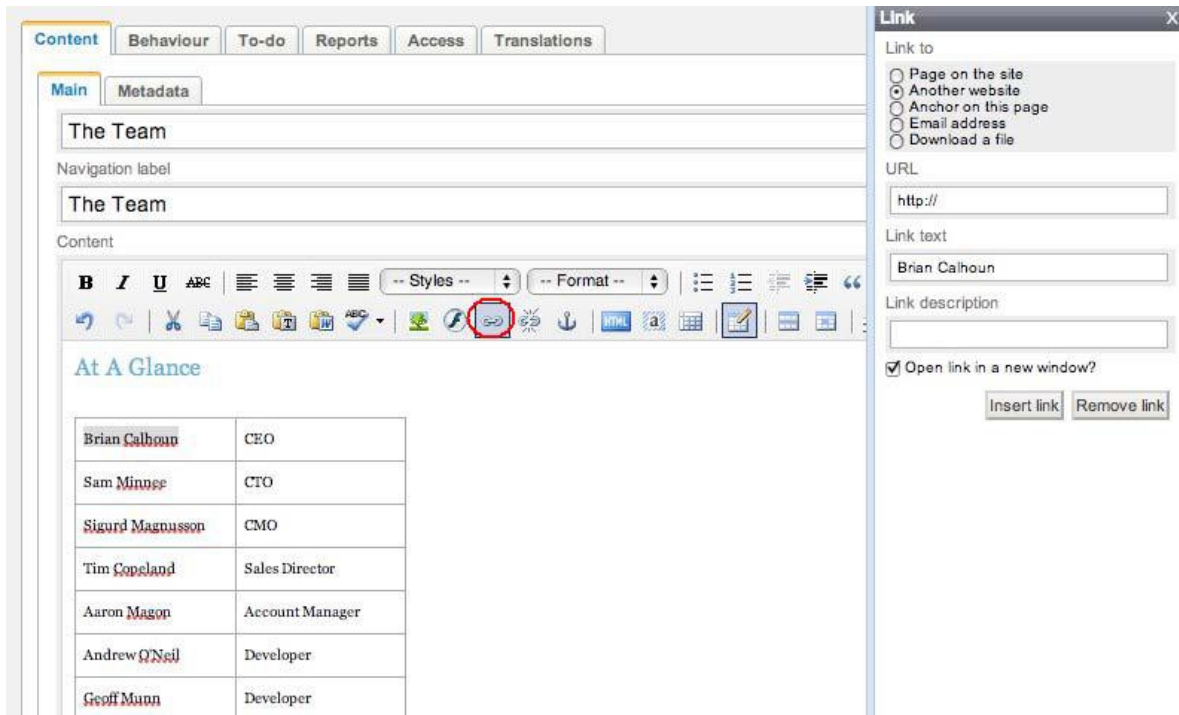 Content Behaviour To-do Reports Access Translations
Main Metadata
The Team
Navigation label
The Team
Content
B I U ABC -- Styles -- -- Format -- “
ABC HTML a
At A Glance
Brian Calhoun CEO
Sam Minnee CTO
Sigurd Magnusson CMO
Tim Copeland Sales Director
Aaron Magon Account Manager
Andrew O'Neil Developer
Geoff Munn Developer
Link X
Link to
Page on the site
Another website
Anchor on this page
Email address
Download a file
URL
http://
Link text
Brian Calhoun
Link description
Open link in a new window?
Insert link Remove link